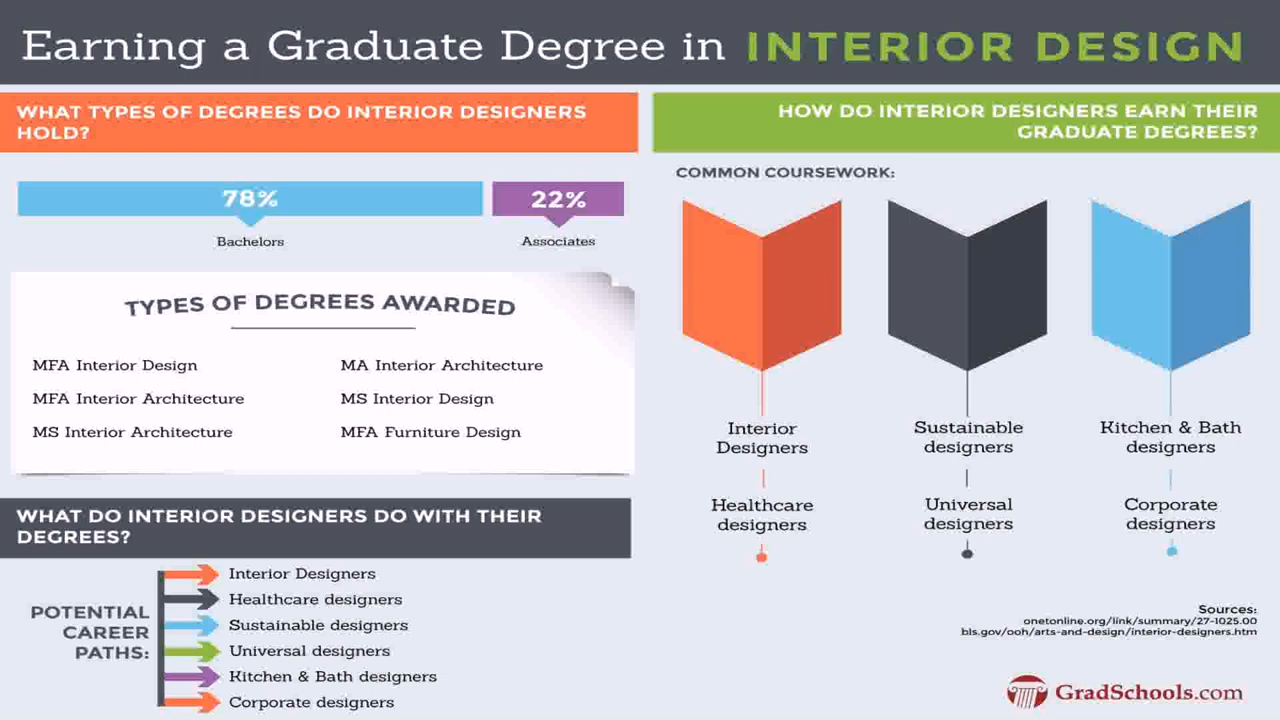 Earning a Graduate Degree in INTERIOR DESIGN
WHAT TYPES OF DEGREES DO INTERIOR DESIGNERS
HOLD?
78%
22%
Bachelors
Associates
TYPES OF DEGREES AWARDED
MFA Interior Design
MA Interior Architecture
MFA Interior Architecture
MS Interior Design
MS Interior Architecture
MFA Furniture Design
WHAT DO INTERIOR DESIGNERS DO WITH THEIR
DEGREES?
POTENTIAL
CAREER
PATHS:
Interior Designers
Healthcare designers
Sustainable designers
Universal designers
Kitchen & Bath designers
Corporate designers
HOW DO INTERIOR DESIGNERS EARN THEIR
GRADUATE DEGREES?
COMMON COURSEWORK:
Interior
Designers
Healthcare
designers
Sustainable
designers
Universal
designers
Kitchen & Bath
designers
Corporate
designers
Sources:
onetonline.org/link/summary/27-1025.00
bls.gov/ooh/arts-and-design/interior-designers.htm
GradSchools.com